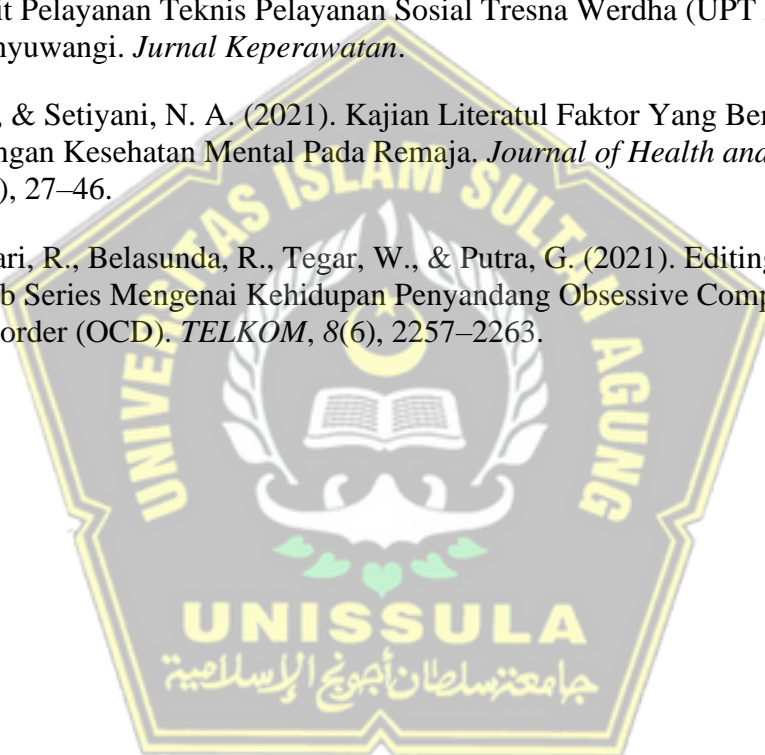 it Pelayanan Teknis Pelayanan Sosial Tresna Werdha (UPT
nyuwangi. Jurnal Keperawatan.
, & Setiyani, N. A. (2021). Kajian Literatul Faktor Yang Ber
ngan Kesehatan Mental Pada Remaja. Journal of Health and
), 27–46.
ari, R., Belasunda, R., Tegar, W., & Putra, G. (2021). Editing
b Series Mengenai Kehidupan Penyandang Obsessive Comp
order (OCD). TELKOM, 8(6), 2257–2263.
UNIVERSITAS ISLAM SULTAN AGUNG
UNISSULA
جامعة سلطان أجونج الإسلامية